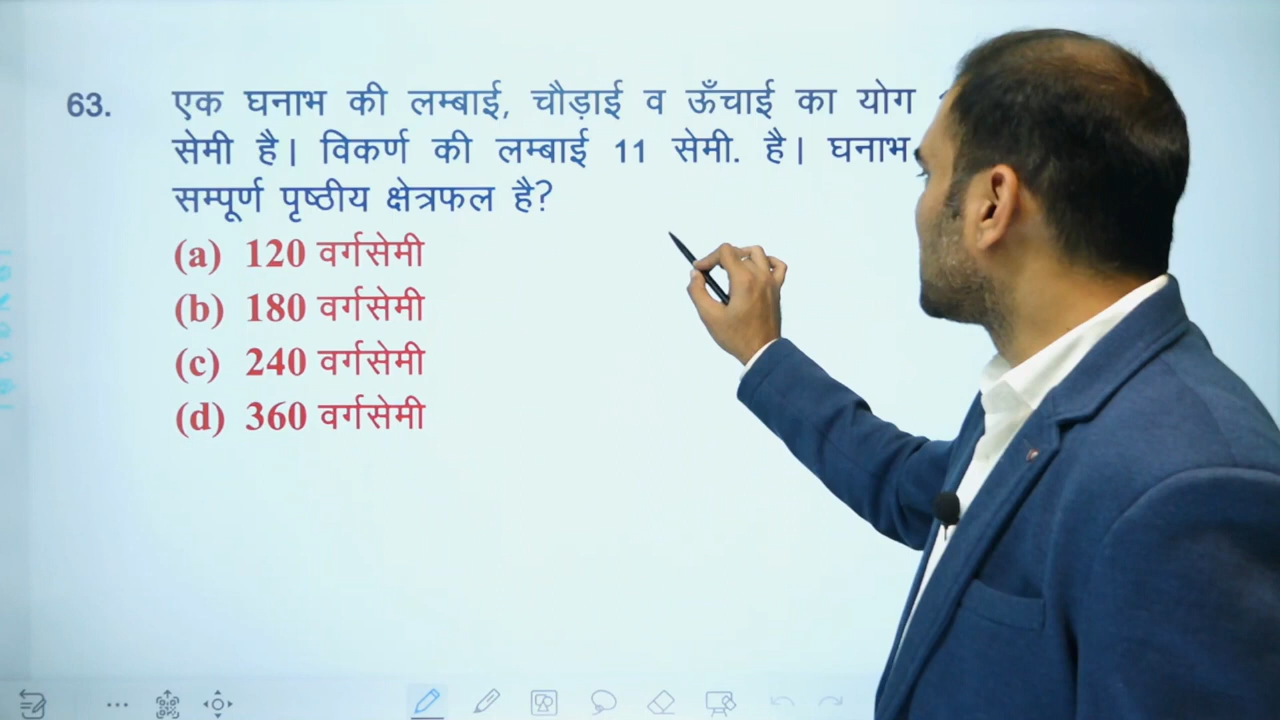 63. एक घनाभ की लम्बाई, चौड़ाई व ऊँचाई का योग
सेमी है। विकर्ण की लम्बाई 11 सेमी. है। घनाभ
सम्पूर्ण पृष्ठीय क्षेत्रफल है?
(a) 120 वर्गसेमी
(b) 180 वर्गसेमी
(c) 240 वर्गसेमी
(d) 360 वर्गसेमी